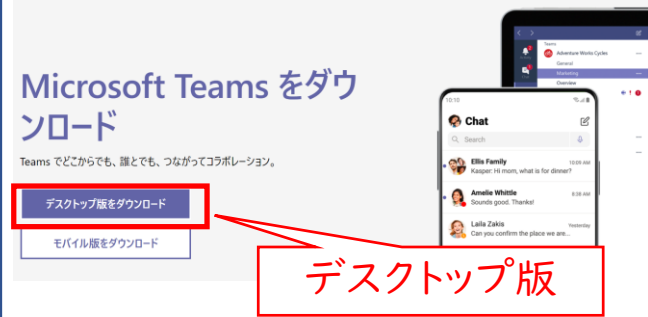 Microsoft Teams をダウ
ンロード
Teams でどこからでも、誰とでも、つながってコラボレーション。
デスクトップ版をダウンロード
モバイル版をダウンロード
デスクトップ版
Teams
Adventure Works Cycles
General
Marketing
Overview
10:10
Chat
Search
Ellis Family
10:09 AM
Kasper: Hi mom, what is for dinner?
Amelie Whittle
8:38 AM
Sounds good. Thanks!
Laila Zakis
Yesterday
Can you confirm the place we are...